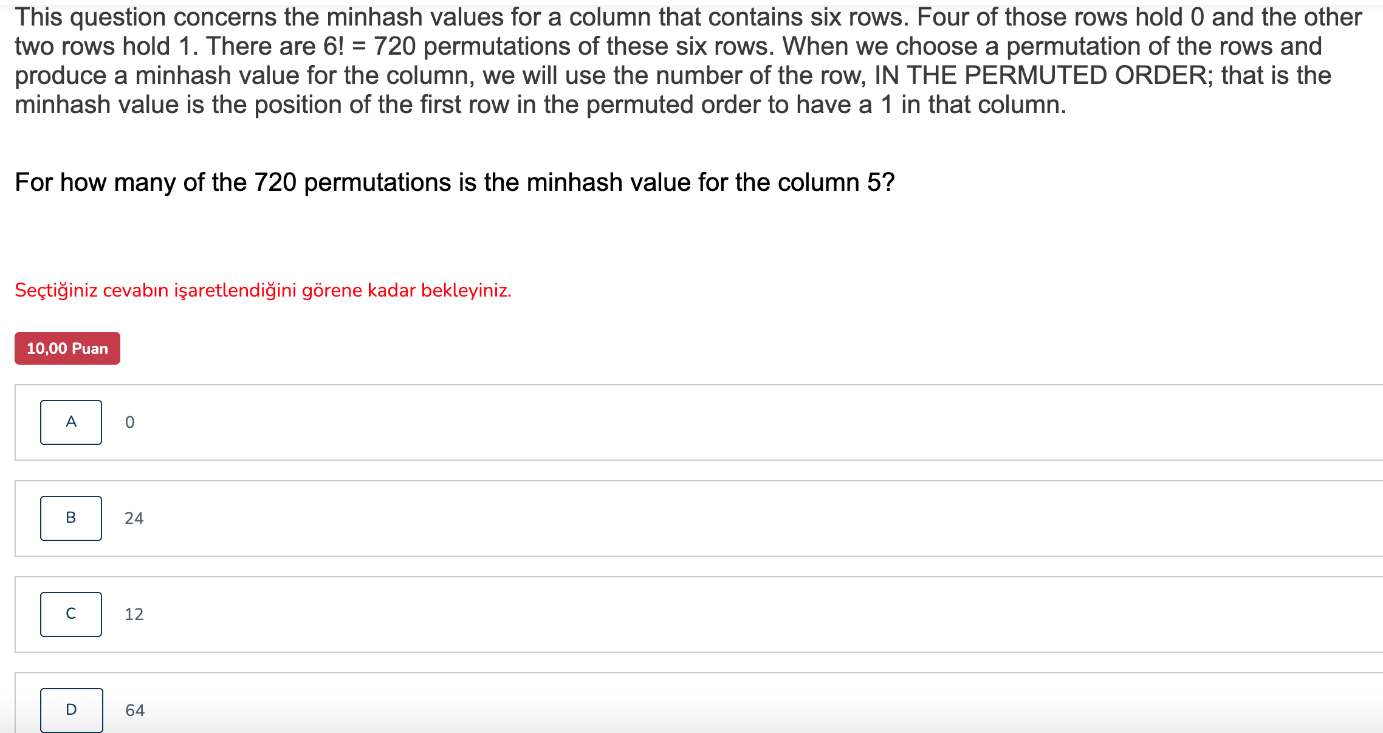 This question concerns the minhash values for a column that contains six rows. Four of those rows hold 0 and the other
two rows hold 1. There are 6! = 720 permutations of these six rows. When we choose a permutation of the rows and
produce a minhash value for the column, we will use the number of the row, IN THE PERMUTED ORDER; that is the
minhash value is the position of the first row in the permuted order to have a 1 in that column.
For how many of the 720 permutations is the minhash value for the column 5?
Seçtiğiniz cevabın işaretlendiğini görene kadar bekleyiniz.
10,00 Puan
A 0
B 24
C 12
D 64